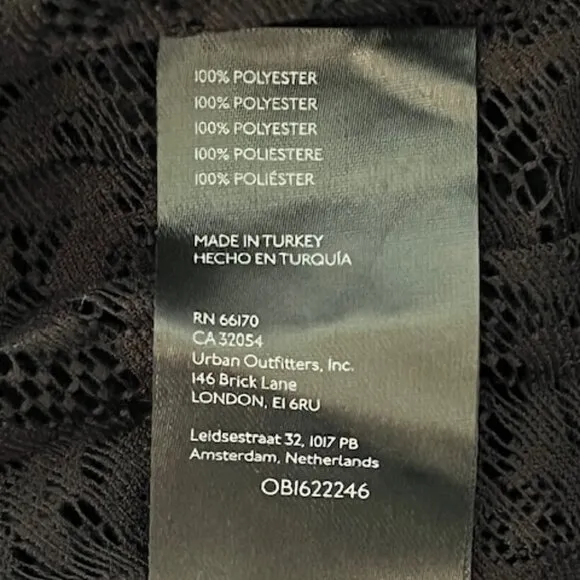 100% POLYESTER
100% POLYESTER
100% POLYESTER
100% POLIESTERE
100% POLIÉSTER
MADE IN TURKEY
HECHO EN TURQUÍA
RN 66170
CA 32054
Urban Outfitters, Inc.
146 Brick Lane
LONDON, E1 6RU
Leidsestraat 32, 1017 PB
Amsterdam, Netherlands
OB1622246